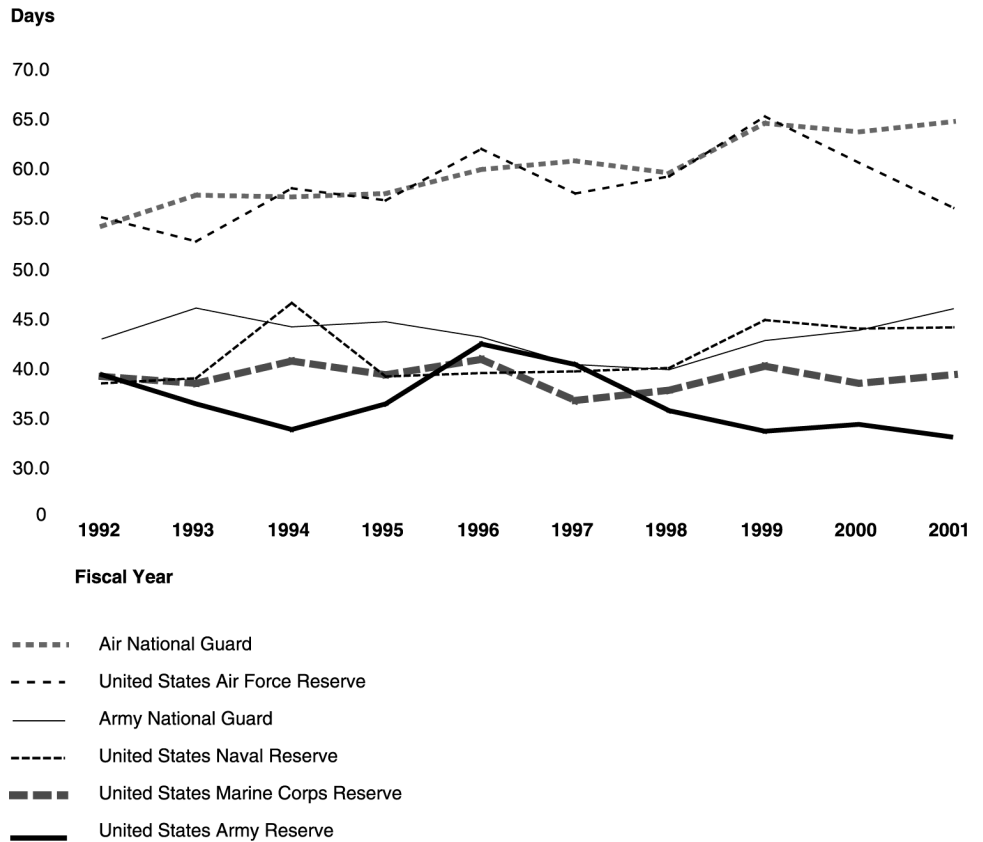 Days
70.0
65.0
60.0
55.0
50.0
45.0
40.0
35.0
30.0
0
1992 1993 1994 1995 1996 1997 1998 1999 2000 2001
Fiscal Year
Air National Guard
United States Air Force Reserve
Army National Guard
United States Naval Reserve
United States Marine Corps Reserve
United States Army Reserve